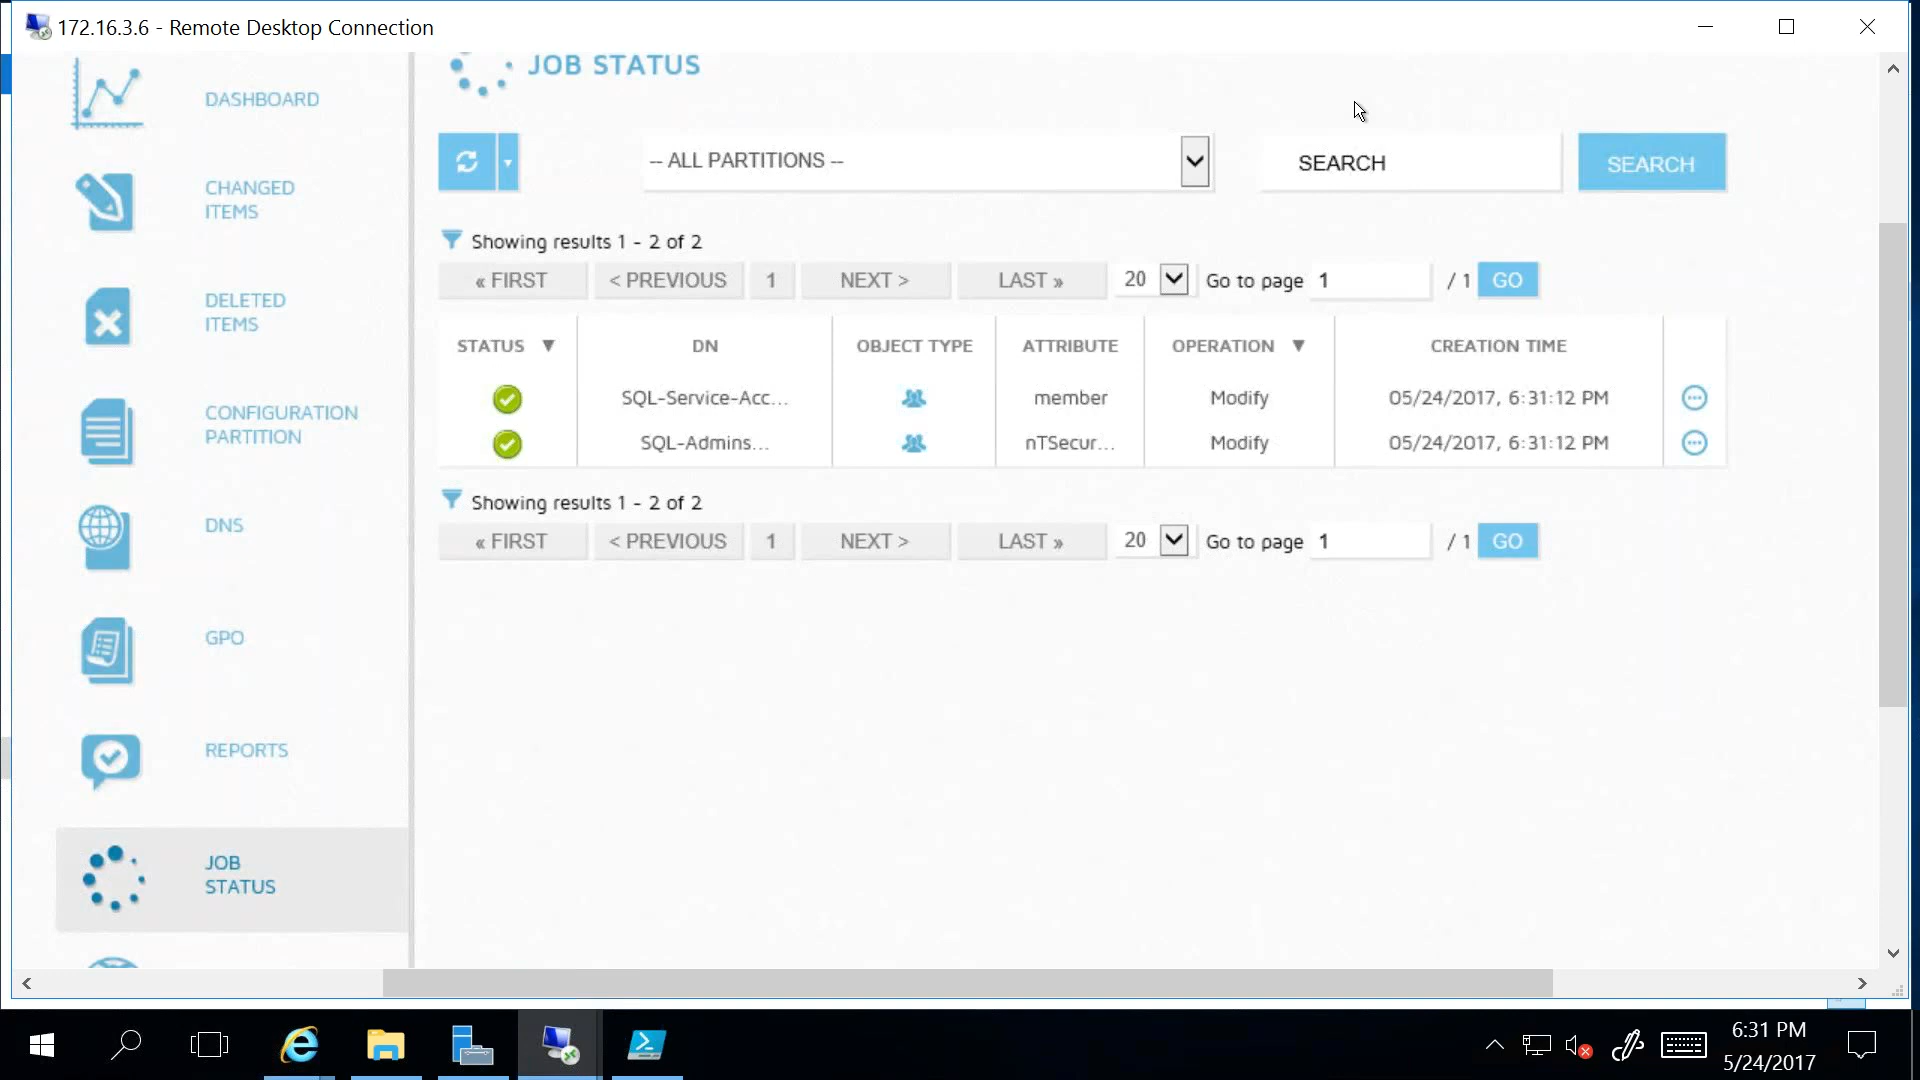 172.16.3.6 - Remote Desktop Connection
JOB STATUS
DASHBOARD
CHANGED
ITEMS
DELETED
ITEMS
CONFIGURATION
PARTITION
DNS
GPO
REPORTS
JOB
STATUS
-- ALL PARTITIONS --
SEARCH
SEARCH
Showing results 1 - 2 of 2
« FIRST < PREVIOUS 1 NEXT > LAST » 20 Go to page 1 / 1 GO
STATUS ▼ DN OBJECT TYPE ATTRIBUTE OPERATION ▼ CREATION TIME
SQL-Service-Acc... member Modify 05/24/2017, 6:31:12 PM
SQL-Admins... nTSecur... Modify 05/24/2017, 6:31:12 PM
Showing results 1 - 2 of 2
« FIRST < PREVIOUS 1 NEXT > LAST » 20 Go to page 1 / 1 GO
6:31 PM
5/24/2017